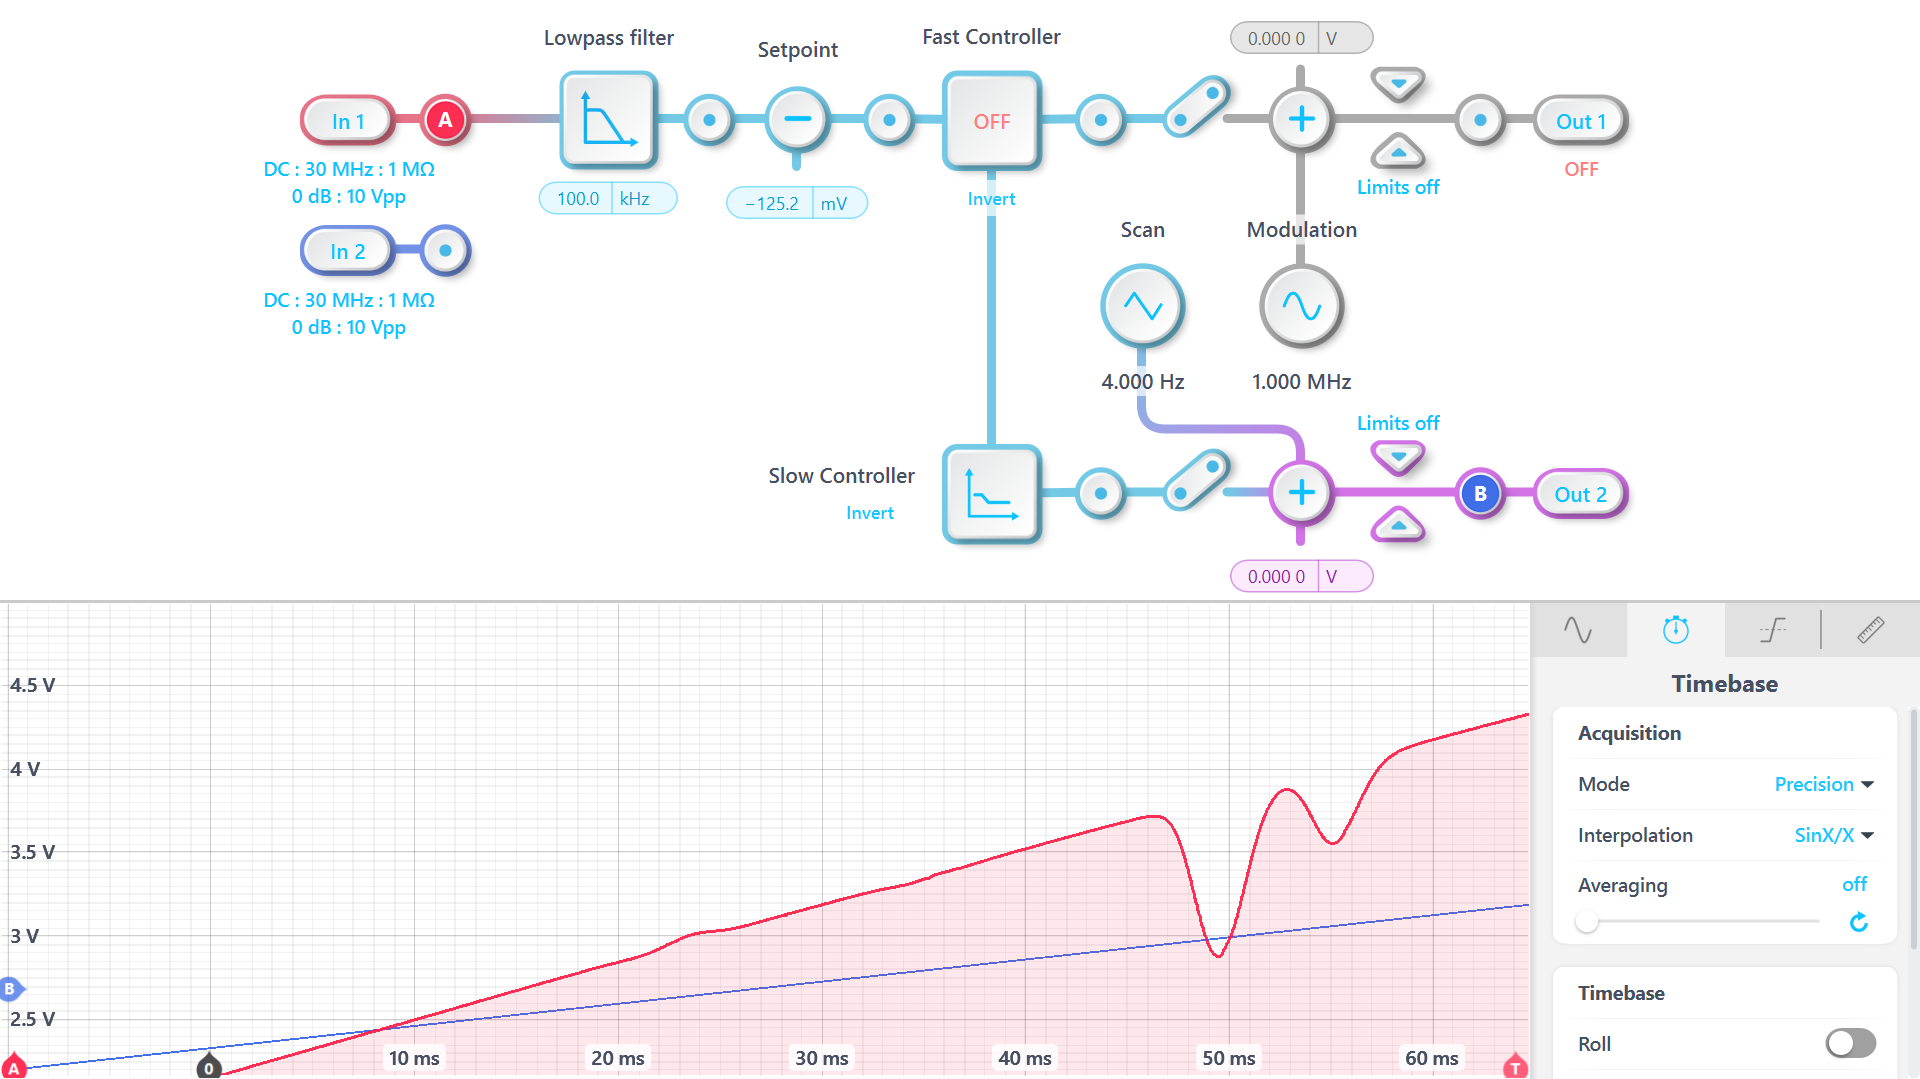 Lowpass filter
Setpoint
Fast Controller
0.000 0 V
In 1
A
OFF
Out 1
DC : 30 MHz : 1 MΩ
0 dB : 10 Vpp
100.0 kHz
−125.2 mV
Invert
Limits off
OFF
In 2
DC : 30 MHz : 1 MΩ
0 dB : 10 Vpp
Scan
Modulation
4.000 Hz
1.000 MHz
Limits off
Slow Controller
Invert
B
Out 2
0.000 0 V
4.5 V
4 V
3.5 V
3 V
B
2.5 V
A
0
10 ms
20 ms
30 ms
40 ms
50 ms
60 ms
T
Timebase
Acquisition
Mode Precision
Interpolation SinX/X
Averaging off
Timebase
Roll